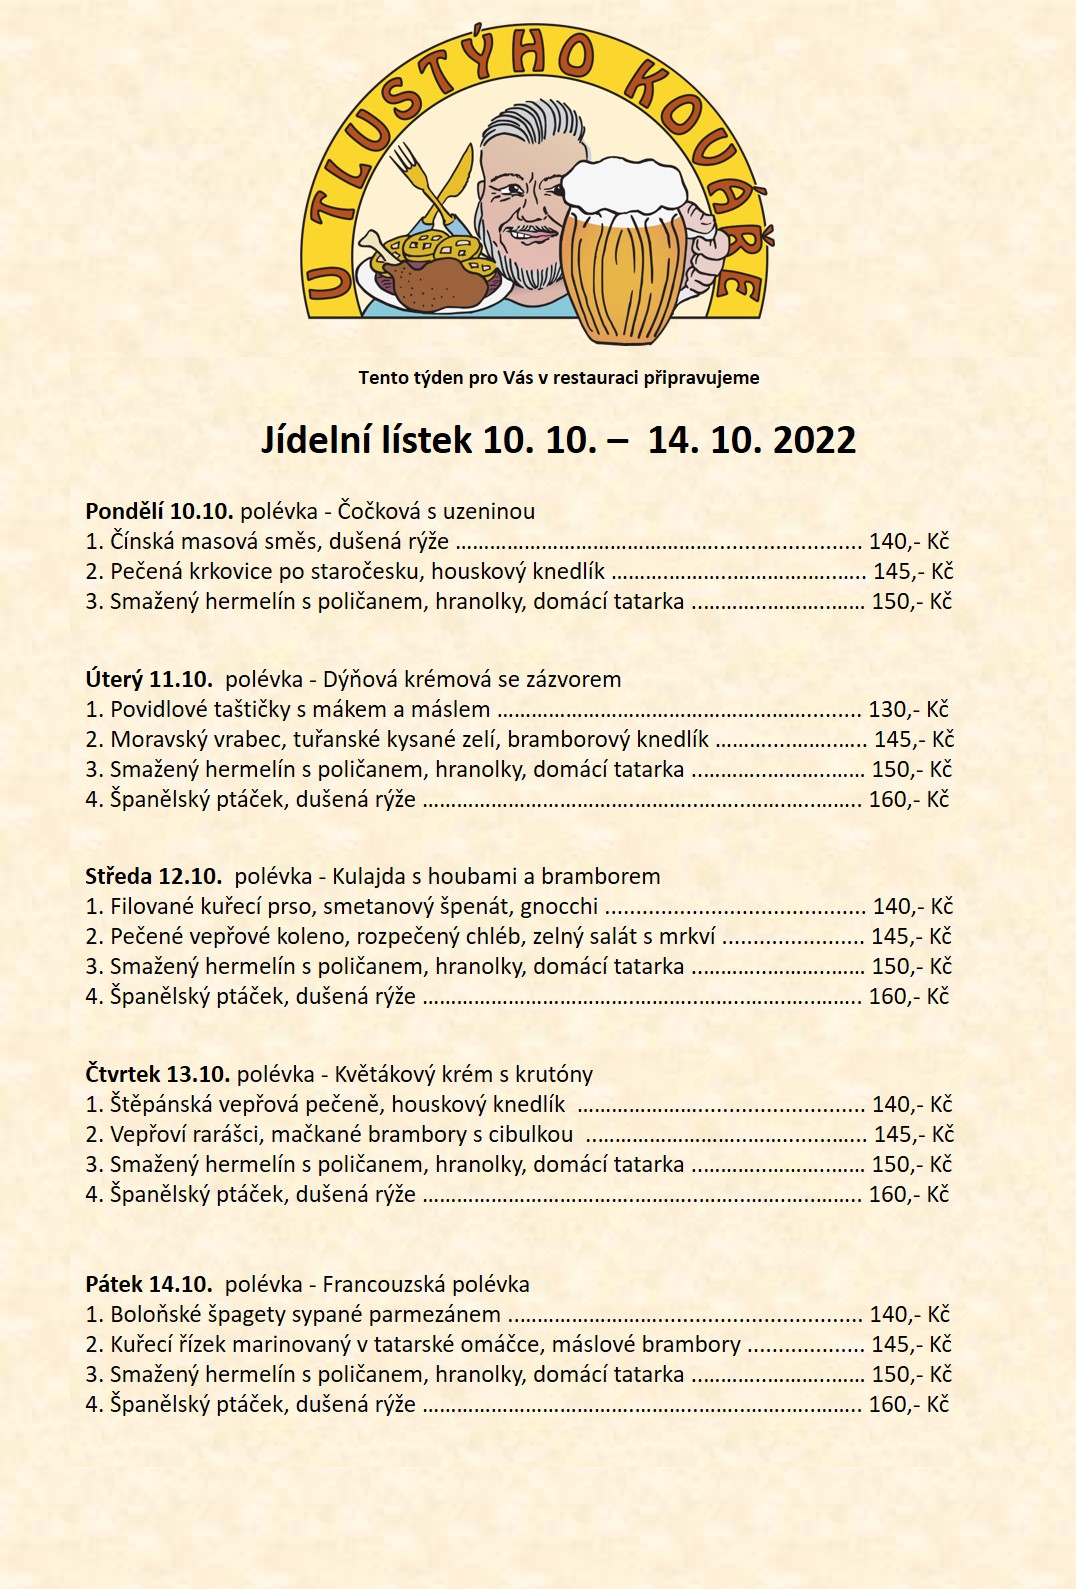 U TLUSTÝHO KOVÁŘE
Tento týden pro Vás v restauraci připravujeme
Jídelní lístek 10. 10. – 14. 10. 2022
Pondělí 10.10. polévka - Čočková s uzeninou
1. Čínská masová směs, dušená rýže ........................................................ 140,- Kč
2. Pečená krkovice po staročesku, houskový knedlík ................................ 145,- Kč
3. Smažený hermelín s poličanem, hranolky, domácí tatarka ...................... 150,- Kč
Úterý 11.10. polévka - Dýňová krémová se zázvorem
1. Povidlové taštičky s mákem a máslem .................................................. 130,- Kč
2. Moravský vrabec, tuřanské kysané zelí, bramborový knedlík .................... 145,- Kč
3. Smažený hermelín s poličanem, hranolky, domácí tatarka ...................... 150,- Kč
4. Španělský ptáček, dušená rýže ............................................................ 160,- Kč
Středa 12.10. polévka - Kulajda s houbami a bramborem
1. Filované kuřecí prso, smetanový špenát, gnocchi .................................. 140,- Kč
2. Pečené vepřové koleno, rozpečený chléb, zelný salát s mrkví .................. 145,- Kč
3. Smažený hermelín s poličanem, hranolky, domácí tatarka ...................... 150,- Kč
4. Španělský ptáček, dušená rýže ............................................................ 160,- Kč
Čtvrtek 13.10. polévka - Květákový krém s krutóny
1. Štěpánská vepřová pečeně, houskový knedlík ...................................... 140,- Kč
2. Vepřoví rarášci, mačkané brambory s cibulkou ..................................... 145,- Kč
3. Smažený hermelín s poličanem, hranolky, domácí tatarka ...................... 150,- Kč
4. Španělský ptáček, dušená rýže ............................................................ 160,- Kč
Pátek 14.10. polévka - Francouzská polévka
1. Boloňské špagety sypané parmezánem ................................................ 140,- Kč
2. Kuřecí řízek marinovaný v tatarské omáčce, máslové brambory ............... 145,- Kč
3. Smažený hermelín s poličanem, hranolky, domácí tatarka ...................... 150,- Kč
4. Španělský ptáček, dušená rýže ............................................................ 160,- Kč